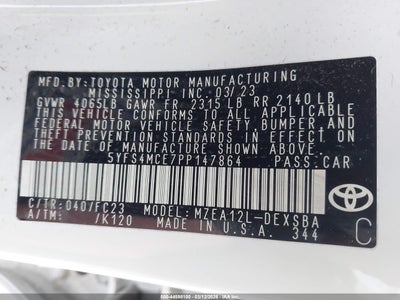 MFD. BY: TOYOTA MOTOR MANUFACTURING
MISSISSIPPI INC. 03/23
GVWR 4065LB GAWR FR 2315 LB RR 2140 LB
THIS VEHICLE CONFORMS TO ALL APPLICABLE
FEDERAL MOTOR VEHICLE SAFETY, BUMPER, AND
THEFT PREVENTION STANDARDS IN EFFECT ON
THE DATE OF MANUFACTURE SHOWN ABOVE.
5YFS4MCE7PP147864 PASS.CAR
C/TR: 040/FC23 MODEL: MZEA12L-DEXSBA
A/TM: /K120 MADE IN U.S.A. 344
TOYOTA
C